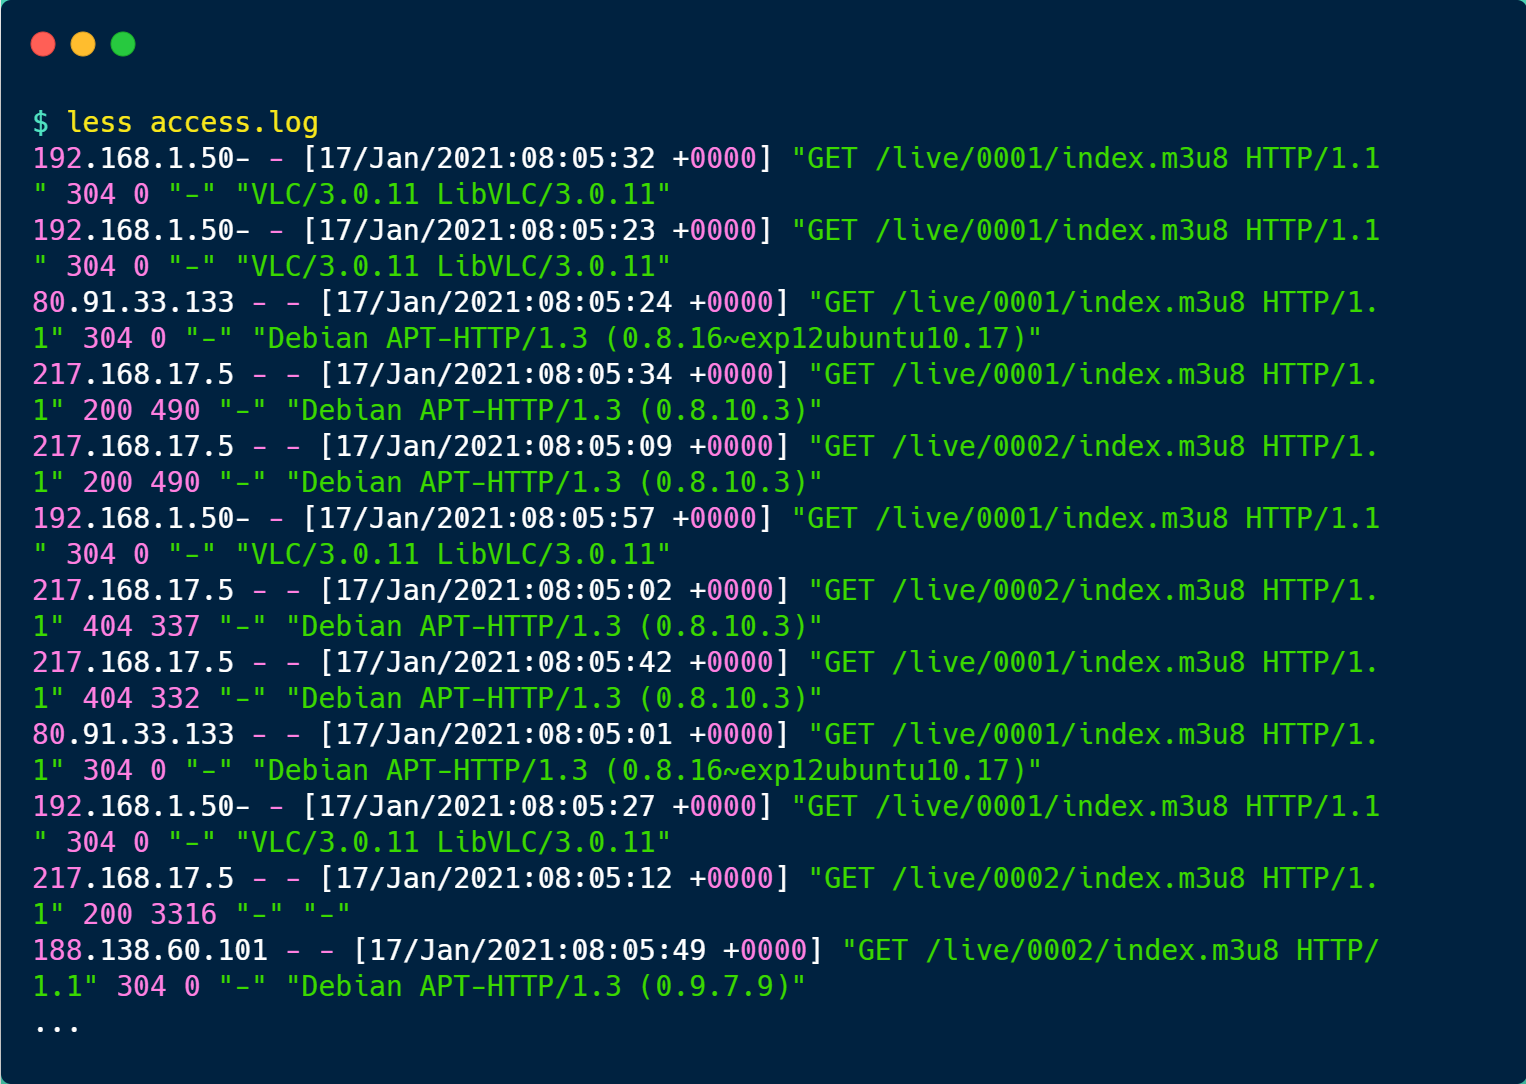 $ less access.log
192.168.1.50- - [17/Jan/2021:08:05:32 +0000] "GET /live/0001/index.m3u8 HTTP/1.1
" 304 0 "-" "VLC/3.0.11 LibVLC/3.0.11"
192.168.1.50- - [17/Jan/2021:08:05:23 +0000] "GET /live/0001/index.m3u8 HTTP/1.1
" 304 0 "-" "VLC/3.0.11 LibVLC/3.0.11"
80.91.33.133 - - [17/Jan/2021:08:05:24 +0000] "GET /live/0001/index.m3u8 HTTP/1.
1" 304 0 "-" "Debian APT-HTTP/1.3 (0.8.16~exp12ubuntu10.17)"
217.168.17.5 - - [17/Jan/2021:08:05:34 +0000] "GET /live/0001/index.m3u8 HTTP/1.
1" 200 490 "-" "Debian APT-HTTP/1.3 (0.8.10.3)"
217.168.17.5 - - [17/Jan/2021:08:05:09 +0000] "GET /live/0002/index.m3u8 HTTP/1.
1" 200 490 "-" "Debian APT-HTTP/1.3 (0.8.10.3)"
192.168.1.50- - [17/Jan/2021:08:05:57 +0000] "GET /live/0001/index.m3u8 HTTP/1.1
" 304 0 "-" "VLC/3.0.11 LibVLC/3.0.11"
217.168.17.5 - - [17/Jan/2021:08:05:02 +0000] "GET /live/0002/index.m3u8 HTTP/1.
1" 404 337 "-" "Debian APT-HTTP/1.3 (0.8.10.3)"
217.168.17.5 - - [17/Jan/2021:08:05:42 +0000] "GET /live/0001/index.m3u8 HTTP/1.
1" 404 332 "-" "Debian APT-HTTP/1.3 (0.8.10.3)"
80.91.33.133 - - [17/Jan/2021:08:05:01 +0000] "GET /live/0001/index.m3u8 HTTP/1.
1" 304 0 "-" "Debian APT-HTTP/1.3 (0.8.16~exp12ubuntu10.17)"
192.168.1.50- - [17/Jan/2021:08:05:27 +0000] "GET /live/0001/index.m3u8 HTTP/1.1
" 304 0 "-" "VLC/3.0.11 LibVLC/3.0.11"
217.168.17.5 - - [17/Jan/2021:08:05:12 +0000] "GET /live/0002/index.m3u8 HTTP/1.
1" 200 3316 "-" "-"
188.138.60.101 - - [17/Jan/2021:08:05:49 +0000] "GET /live/0002/index.m3u8 HTTP/
1.1" 304 0 "-" "Debian APT-HTTP/1.3 (0.9.7.9)"
...